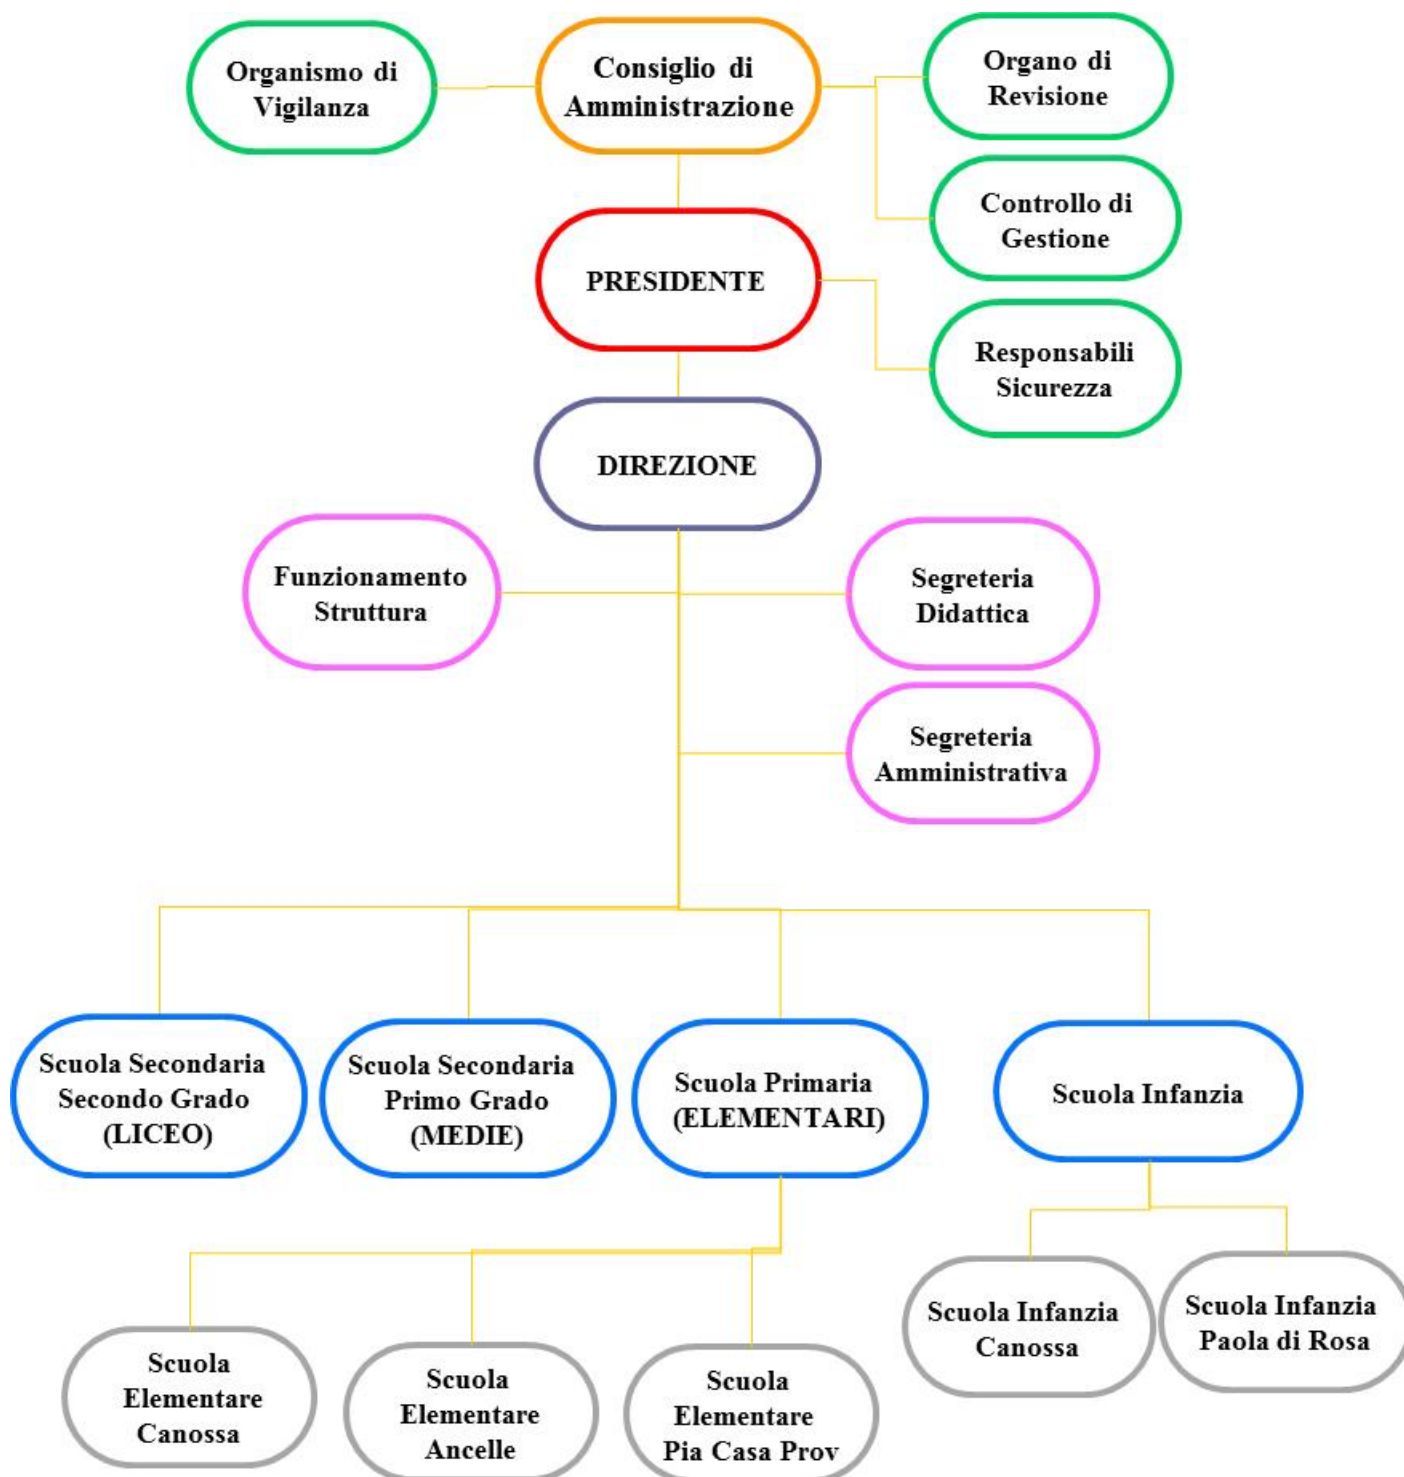 Organismo di
Vigilanza
Consiglio di
Amministrazione
Organo di
Revisione
Controllo di
Gestione
PRESIDENTE
Responsabili
Sicurezza
DIREZIONE
Funzionamento
Struttura
Segreteria
Didattica
Segreteria
Amministrativa
Scuola Secondaria
Secondo Grado
(LICEO)
Scuola Secondaria
Primo Grado
(MEDIE)
Scuola Primaria
(ELEMENTARI)
Scuola Infanzia
Scuola Infanzia
Canossa
Scuola Infanzia
Paola di Rosa
Scuola
Elementare
Canossa
Scuola
Elementare
Ancelle
Scuola
Elementare
Pia Casa Prov